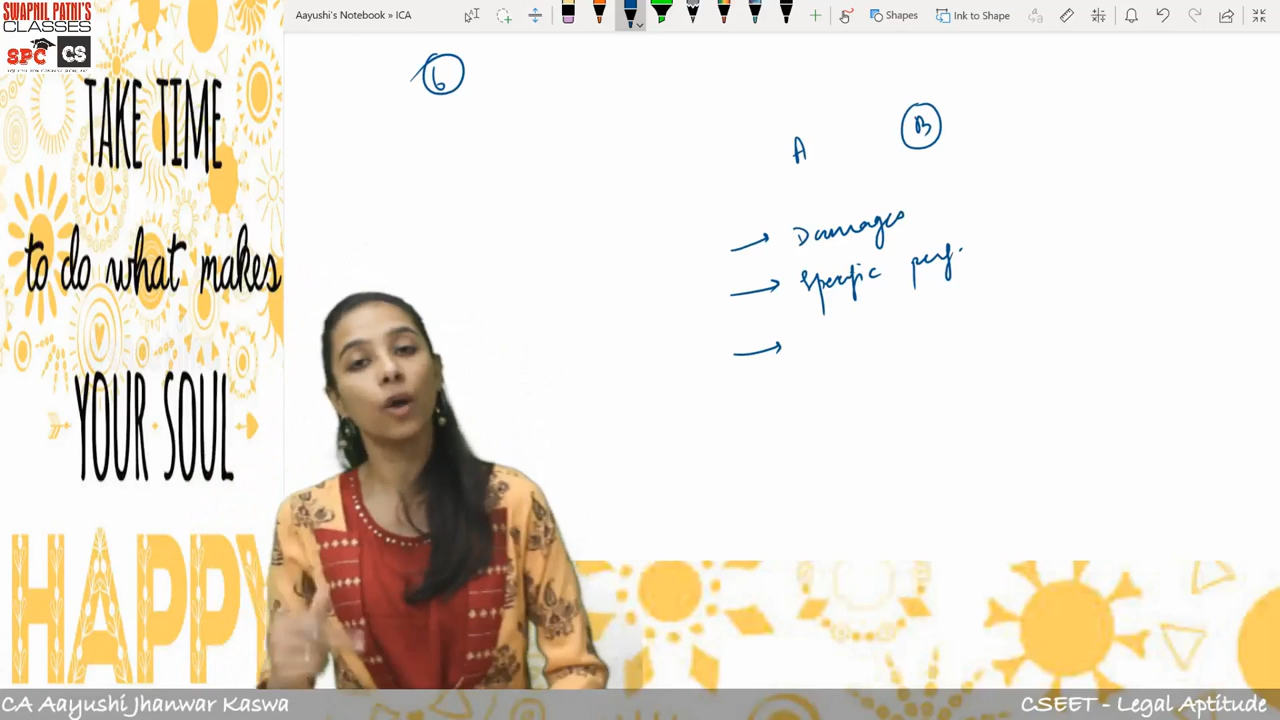 SWAPNIL PATNI'S
CLASSES
SPC CS
Aayushi's Notebook » ICA
Shapes
Ink to Shape
TAKE TIME
to do what makes
YOUR SOUL
HAPPY
6
A
B
Damages
Specific perf.
CA Aayushi Jhanwar Kaswa
CSEET - Legal Aptitude